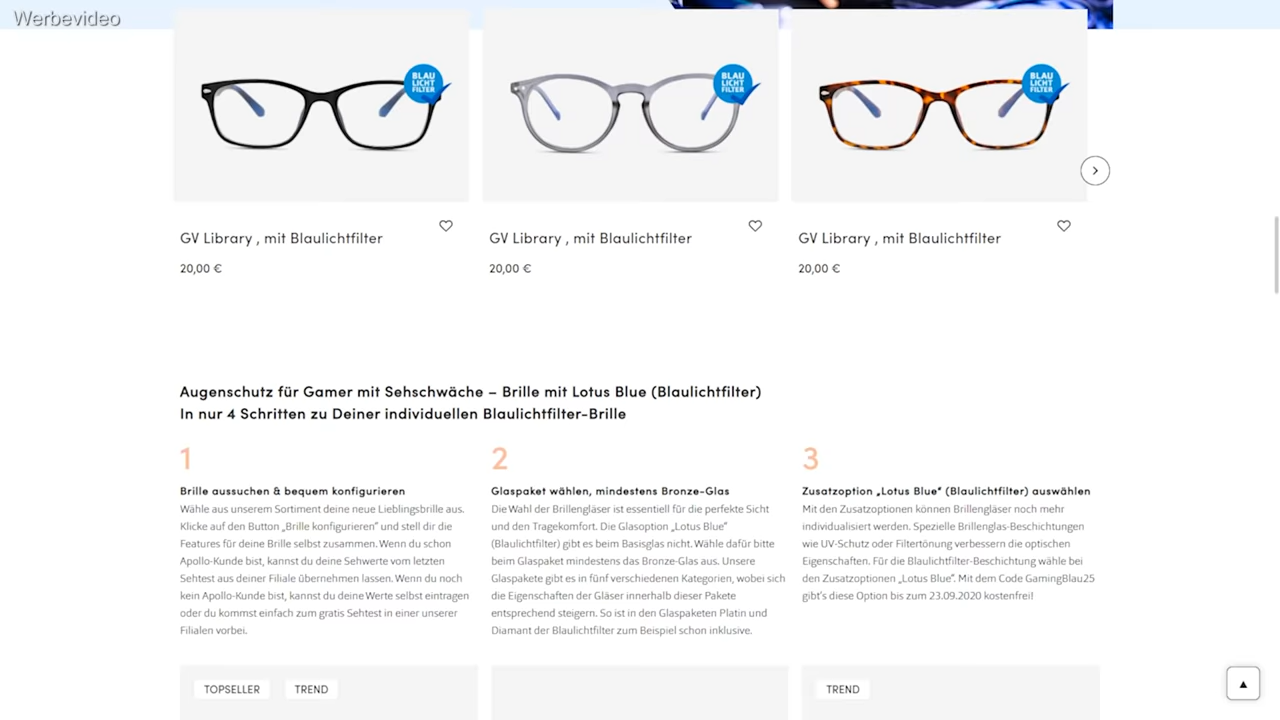 Werbevideo
BLAU
LICHT
FILTER
BLAU
LICHT
FILTER
BLAU
LICHT
FILTER
GV Library , mit Blaulichtfilter
20,00 €
GV Library , mit Blaulichtfilter
20,00 €
GV Library , mit Blaulichtfilter
20,00 €
Augenschutz für Gamer mit Sehschwäche – Brille mit Lotus Blue (Blaulichtfilter)
In nur 4 Schritten zu Deiner individuellen Blaulichtfilter-Brille
1
Brille aussuchen & bequem konfigurieren
Wähle aus unserem Sortiment deine neue Lieblingsbrille aus.
Klicke auf den Button „Brille konfigurieren" und stell dir die
Features für deine Brille selbst zusammen. Wenn du schon
Apollo-Kunde bist, kannst du deine Sehwerte vom letzten
Sehtest aus deiner Filiale übernehmen lassen. Wenn du noch
kein Apollo-Kunde bist, kannst du deine Werte selbst eintragen
oder du kommst einfach zum gratis Sehtest in einer unserer
Filialen vorbei.
2
Glaspaket wählen, mindestens Bronze-Glas
Die Wahl der Brillengläser ist essentiell für die perfekte Sicht
und den Tragekomfort. Die Glasoption „Lotus Blue"
(Blaulichtfilter) gibt es beim Basisglas nicht. Wähle dafür bitte
beim Glaspaket mindestens das Bronze-Glas aus. Unsere
Glaspakete gibt es in fünf verschiedenen Kategorien, wobei sich
die Eigenschaften der Gläser innerhalb dieser Pakete
entsprechend steigern. So ist in den Glaspaketen Platin und
Diamant der Blaulichtfilter zum Beispiel schon inklusive.
3
Zusatzoption „Lotus Blue" (Blaulichtfilter) auswählen
Mit den Zusatzoptionen können Brillengläser noch mehr
individualisiert werden. Spezielle Brillenglas-Beschichtungen
wie UV-Schutz oder Filtertönung verbessern die optischen
Eigenschaften. Für die Blaulichtfilter-Beschichtung wähle bei
den Zusatzoptionen „Lotus Blue". Mit dem Code GamingBlau25
gibt's diese Option bis zum 23.09.2020 kostenfrei!
TOPSELLER
TREND
TREND